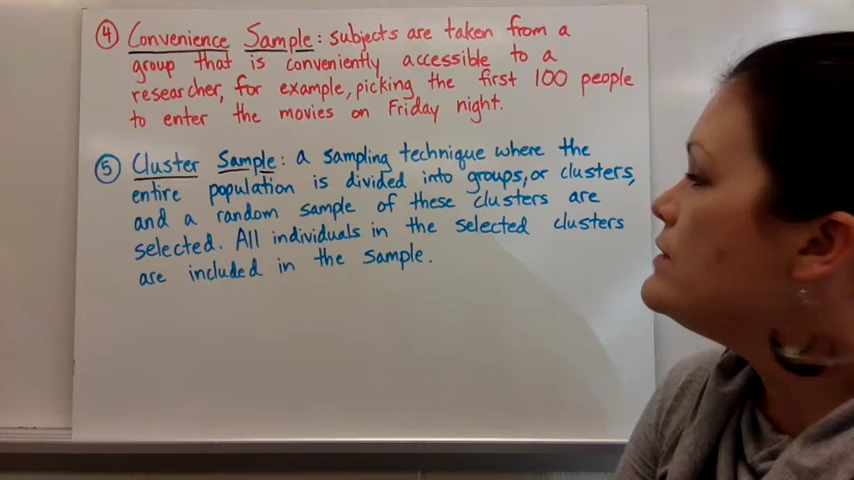 ④ Convenience Sample: subjects are taken from a
group that is conveniently accessible to a
researcher, for example, picking the first 100 people
to enter the movies on Friday night.
⑤ Cluster Sample: a sampling technique where the
entire population is divided into groups, or clusters,
and a random sample of these clusters are
selected. All individuals in the selected clusters
are included in the sample.